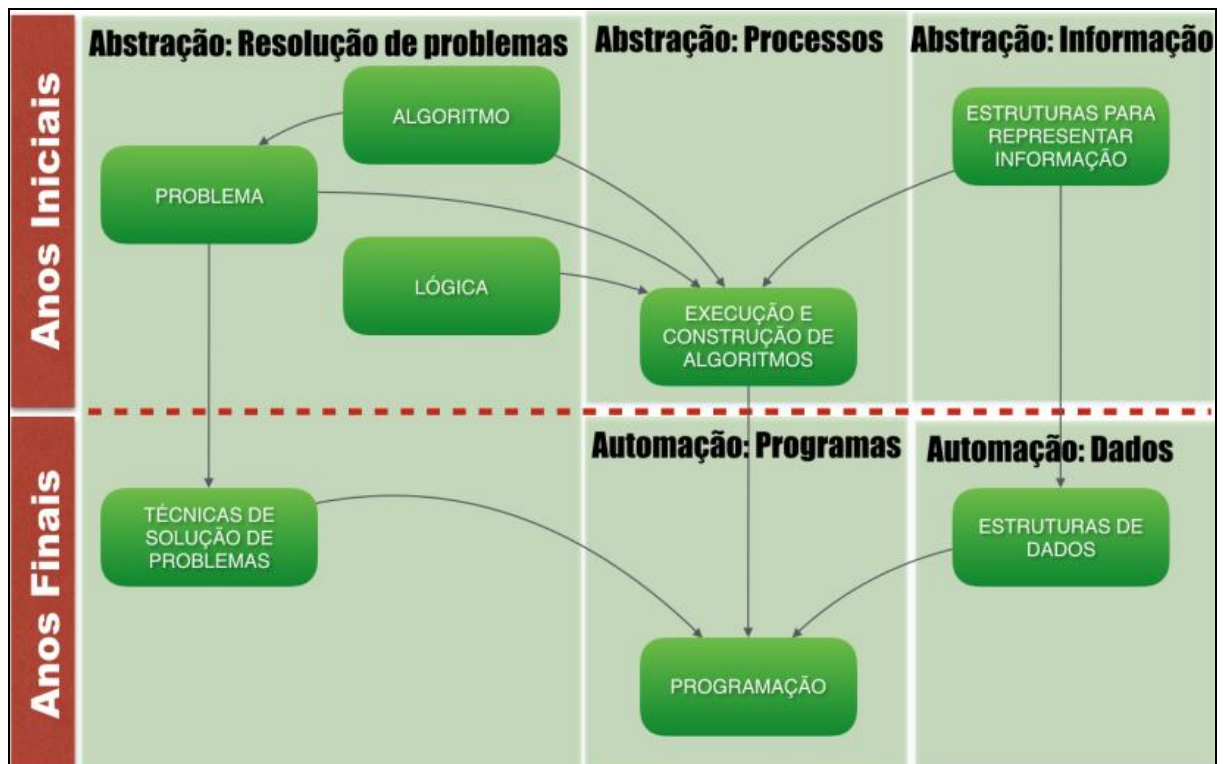 Anos Iniciais
Abstração: Resolução de problemas
Abstração: Processos
Abstração: Informação
ALGORITMO
ESTRUTURAS PARA
REPRESENTAR
INFORMAÇÃO
PROBLEMA
LÓGICA
EXECUÇÃO E
CONSTRUÇÃO DE
ALGORITMOS
Anos Finais
Automação: Programas
Automação: Dados
TÉCNICAS DE
SOLUÇÃO DE
PROBLEMAS
ESTRUTURAS DE
DADOS
PROGRAMAÇÃO